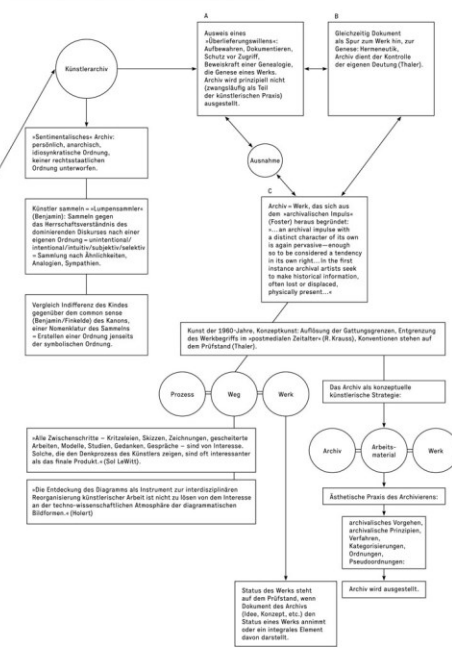 A
Ausweis eines
»Überlieferungswillens«:
Aufbewahren, Dokumentieren,
Schutz vor Zugriff,
Beweiskraft einer Genealogie,
die Genese eines Werks.
Archiv wird prinzipiell nicht
(zwangsläufig als Teil
der künstlerischen Praxis)
ausgestellt.
B
Gleichzeitig Dokument
als Spur zum Werk hin, zur
Genese: Hermeneutik,
Archiv dient der Kontrolle
der eigenen Deutung (Thaler).
Künstlerarchiv
»Sentimentalisches« Archiv:
persönlich, anarchisch,
idiosynkratische Ordnung,
keiner rechtsstaatlichen
Ordnung unterworfen.
Ausnahme
Künstler sammeln = »Lumpensammler«
(Benjamin): Sammeln gegen
das Herrschaftsverständnis des
dominierenden Diskurses nach einer
eigenen Ordnung = unintentional/
intentional/intuitiv/subjektiv/selektiv
= Sammlung nach Ähnlichkeiten,
Analogien, Sympathien.
C
Archiv = Werk, das sich aus
dem »archivalischen Impuls«
(Foster) heraus begründet:
»...an archival impulse with
a distinct character of its own
is again pervasive—enough
so to be considered a tendency
in its own right...In the first
instance archival artists seek
to make historical information,
often lost or displaced,
physically present...«
Vergleich Indifferenz des Kindes
gegenüber dem common sense
(Benjamin/Finkelde) des Kanons,
einer Nomenklatur des Sammelns
= Erstellen einer Ordnung jenseits
der symbolischen Ordnung.
Kunst der 1960-Jahre, Konzeptkunst: Auflösung der Gattungsgrenzen, Entgrenzung
des Werkbegriffs im »postmedialen Zeitalter« (R. Krauss), Konventionen stehen auf
dem Prüfstand (Thaler).
Prozess
Weg
Werk
Das Archiv als konzeptuelle
künstlerische Strategie:
»Alle Zwischenschritte – Kritzeleien, Skizzen, Zeichnungen, gescheiterte
Arbeiten, Modelle, Studien, Gedanken, Gespräche – sind von Interesse.
Solche, die den Denkprozess des Künstlers zeigen, sind oft interessanter
als das finale Produkt.« (Sol LeWitt)
Archiv
Arbeits-
material
Werk
»Die Entdeckung des Diagramms als Instrument zur interdisziplinären
Reorganisierung künstlerischer Arbeit ist nicht zu lösen von dem Interesse
an der techno-wissenschaftlichen Atmosphäre der diagrammatischen
Bildformen.« (Holert)
Ästhetische Praxis des Archivierens:
archivalisches Vorgehen,
archivalische Prinzipien,
Verfahren,
Kategorisierungen,
Ordnungen,
Pseudoordnungen:
Archiv wird ausgestellt.
Status des Werks steht
auf dem Prüfstand, wenn
Dokument des Archivs
(Idee, Konzept, etc.) den
Status eines Werks annimmt
oder ein integrales Element
davon darstellt.